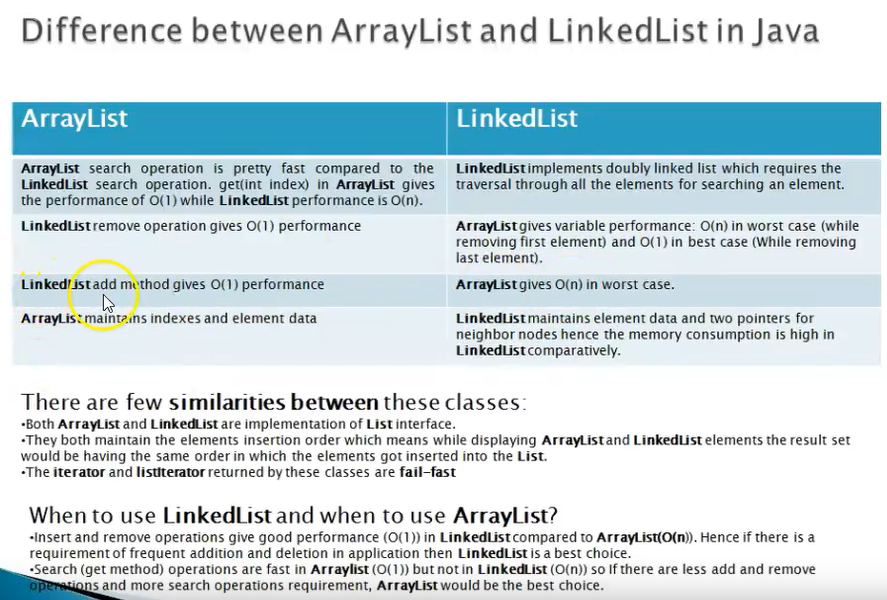 Difference between ArrayList and LinkedList in Java
ArrayList
LinkedList
ArrayList search operation is pretty fast compared to the
LinkedList search operation. get(int index) in ArrayList gives
the performance of O(1) while LinkedList performance is O(n).
LinkedList implements doubly linked list which requires the
traversal through all the elements for searching an element.
LinkedList remove operation gives O(1) performance
ArrayList gives variable performance: O(n) in worst case (while
removing first element) and O(1) in best case (While removing
last element).
LinkedList add method gives O(1) performance
ArrayList gives O(n) in worst case.
ArrayList maintains indexes and element data
LinkedList maintains element data and two pointers for
neighbor nodes hence the memory consumption is high in
LinkedList comparatively.
There are few similarities between these classes:
•Both ArrayList and LinkedList are implementation of List interface.
•They both maintain the elements insertion order which means while displaying ArrayList and LinkedList elements the result set
would be having the same order in which the elements got inserted into the List.
•The iterator and listIterator returned by these classes are fail-fast
When to use LinkedList and when to use ArrayList?
•Insert and remove operations give good performance (O(1)) in LinkedList compared to ArrayList(O(n)). Hence if there is a
requirement of frequent addition and deletion in application then LinkedList is a best choice.
•Search (get method) operations are fast in Arraylist (O(1)) but not in LinkedList (O(n)) so If there are less add and remove
operations and more search operations requirement, ArrayList would be the best choice.